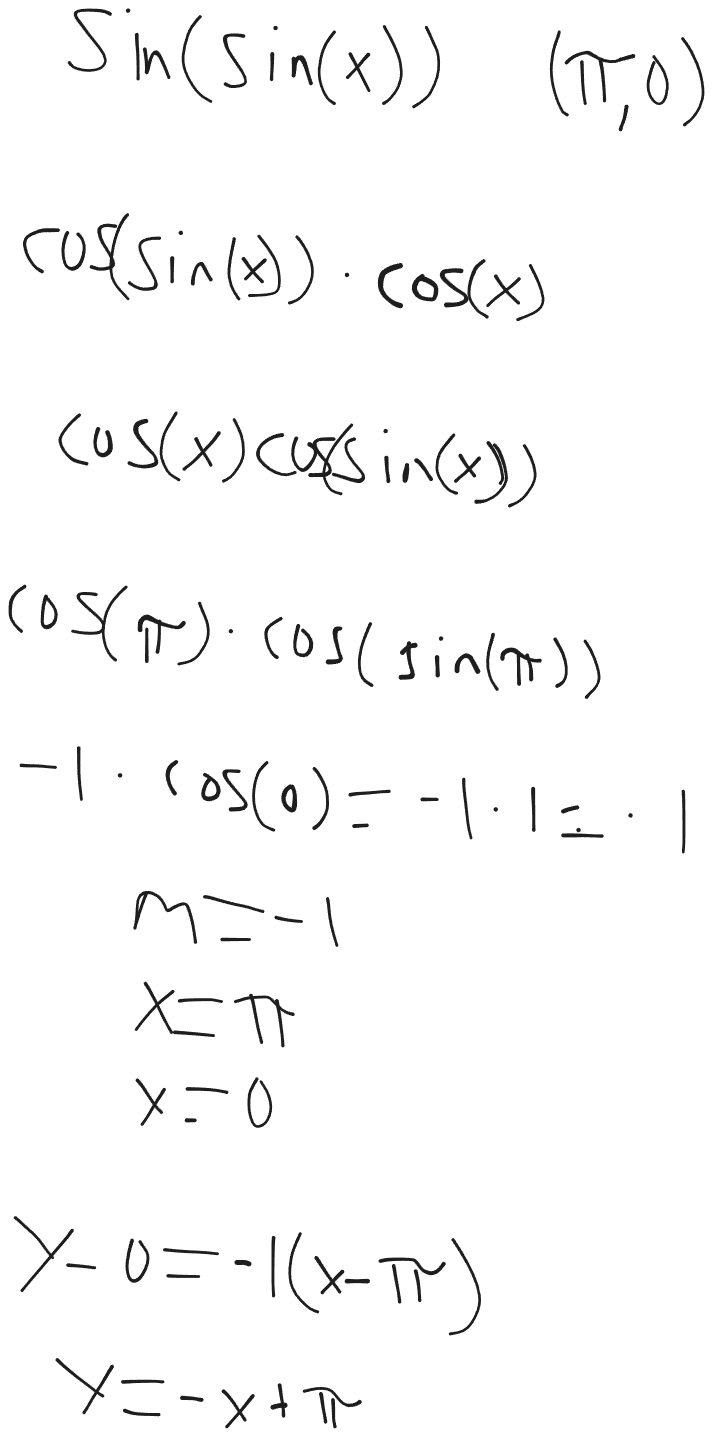 Sin(sin(x)) (π,0)
cos(sin(x)) · cos(x)
cos(x)cos(sin(x))
cos(π) · cos(sin(π))
-1 · cos(0) = -1 · 1 = -1
m = -1
x = π
x = 0
y - 0 = -1(x - π)
y = -x + π